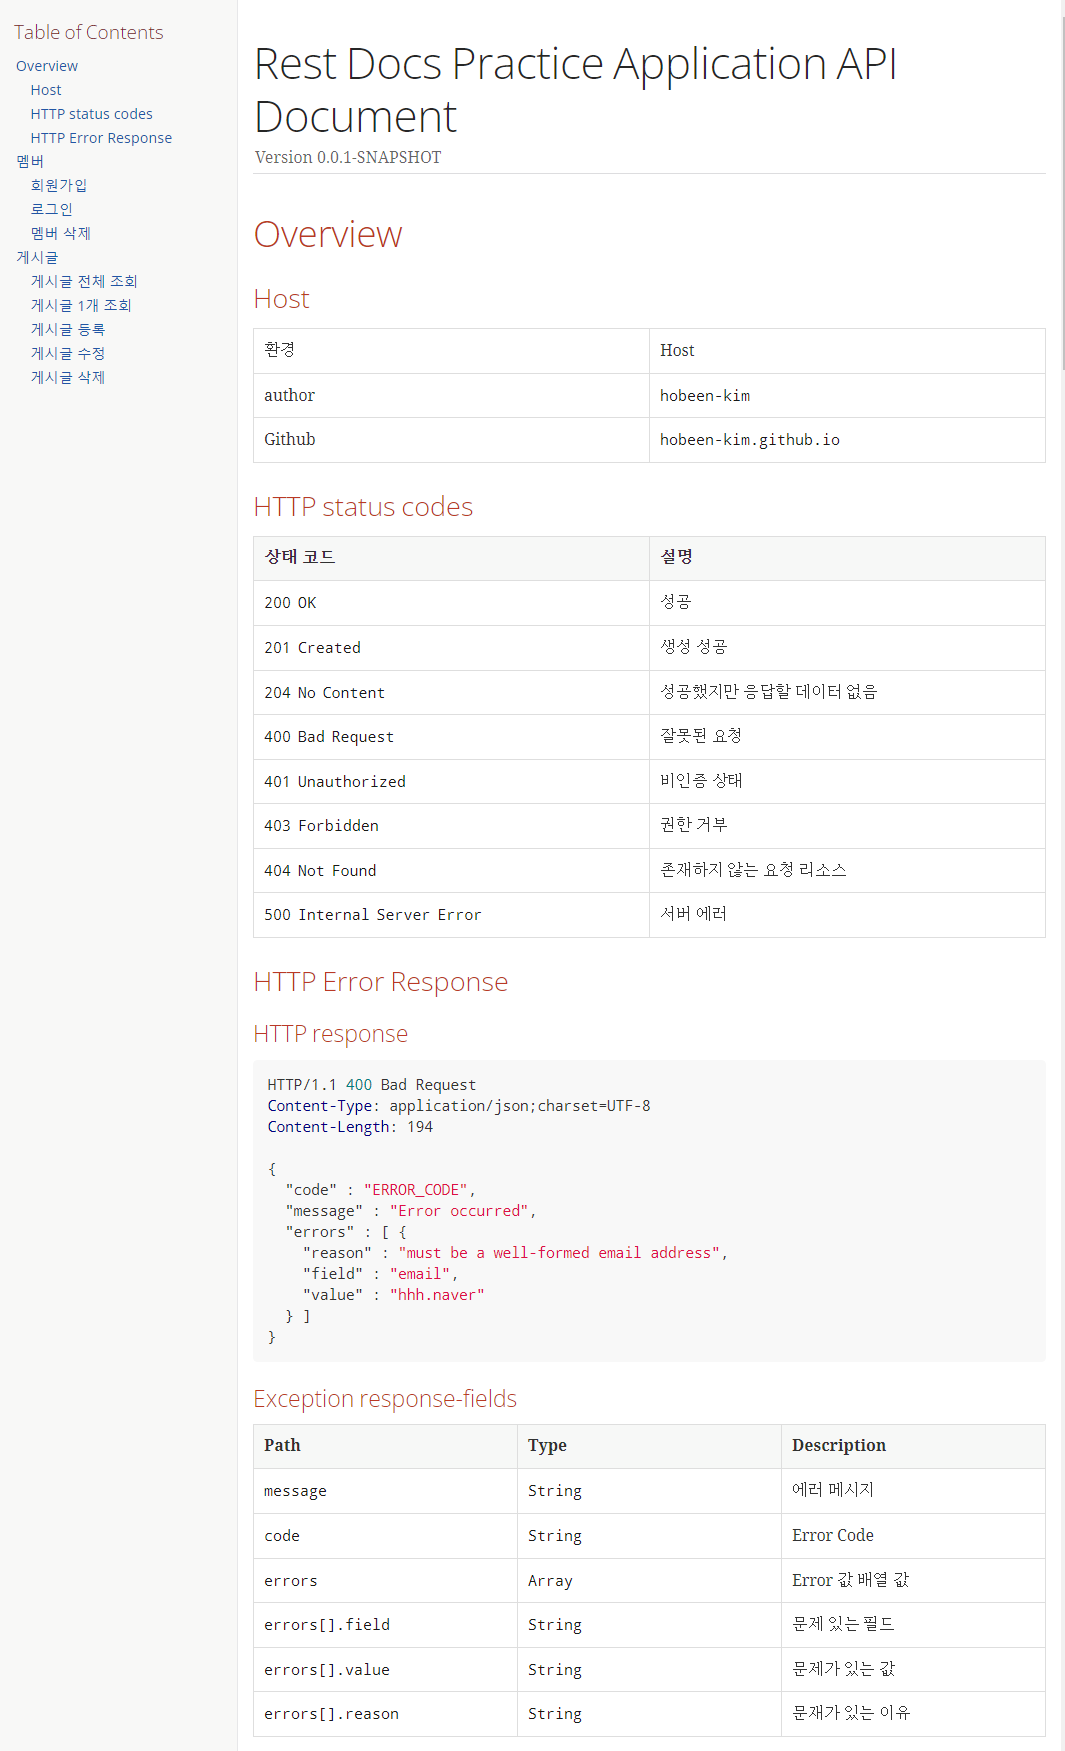 Table of Contents
Overview
Host
HTTP status codes
HTTP Error Response
멤버
회원가입
로그인
멤버 삭제
게시글
게시글 전체 조회
게시글 1개 조회
게시글 등록
게시글 수정
게시글 삭제
Rest Docs Practice Application API
Document
Version 0.0.1-SNAPSHOT
Overview
Host
환경 Host
author hobeen-kim
Github hobeen-kim.github.io
HTTP status codes
상태 코드 설명
200 OK 성공
201 Created 생성 성공
204 No Content 성공했지만 응답할 데이터 없음
400 Bad Request 잘못된 요청
401 Unauthorized 비인증 상태
403 Forbidden 권한 거부
404 Not Found 존재하지 않는 요청 리소스
500 Internal Server Error 서버 에러
HTTP Error Response
HTTP response
HTTP/1.1 400 Bad Request
Content-Type: application/json;charset=UTF-8
Content-Length: 194
{
"code" : "ERROR_CODE",
"message" : "Error occurred",
"errors" : [ {
"reason" : "must be a well-formed email address",
"field" : "email",
"value" : "hhh.naver"
} ]
}
Exception response-fields
Path Type Description
message String 에러 메시지
code String Error Code
errors Array Error 값 배열 값
errors[].field String 문제 있는 필드
errors[].value String 문제가 있는 값
errors[].reason String 문재가 있는 이유